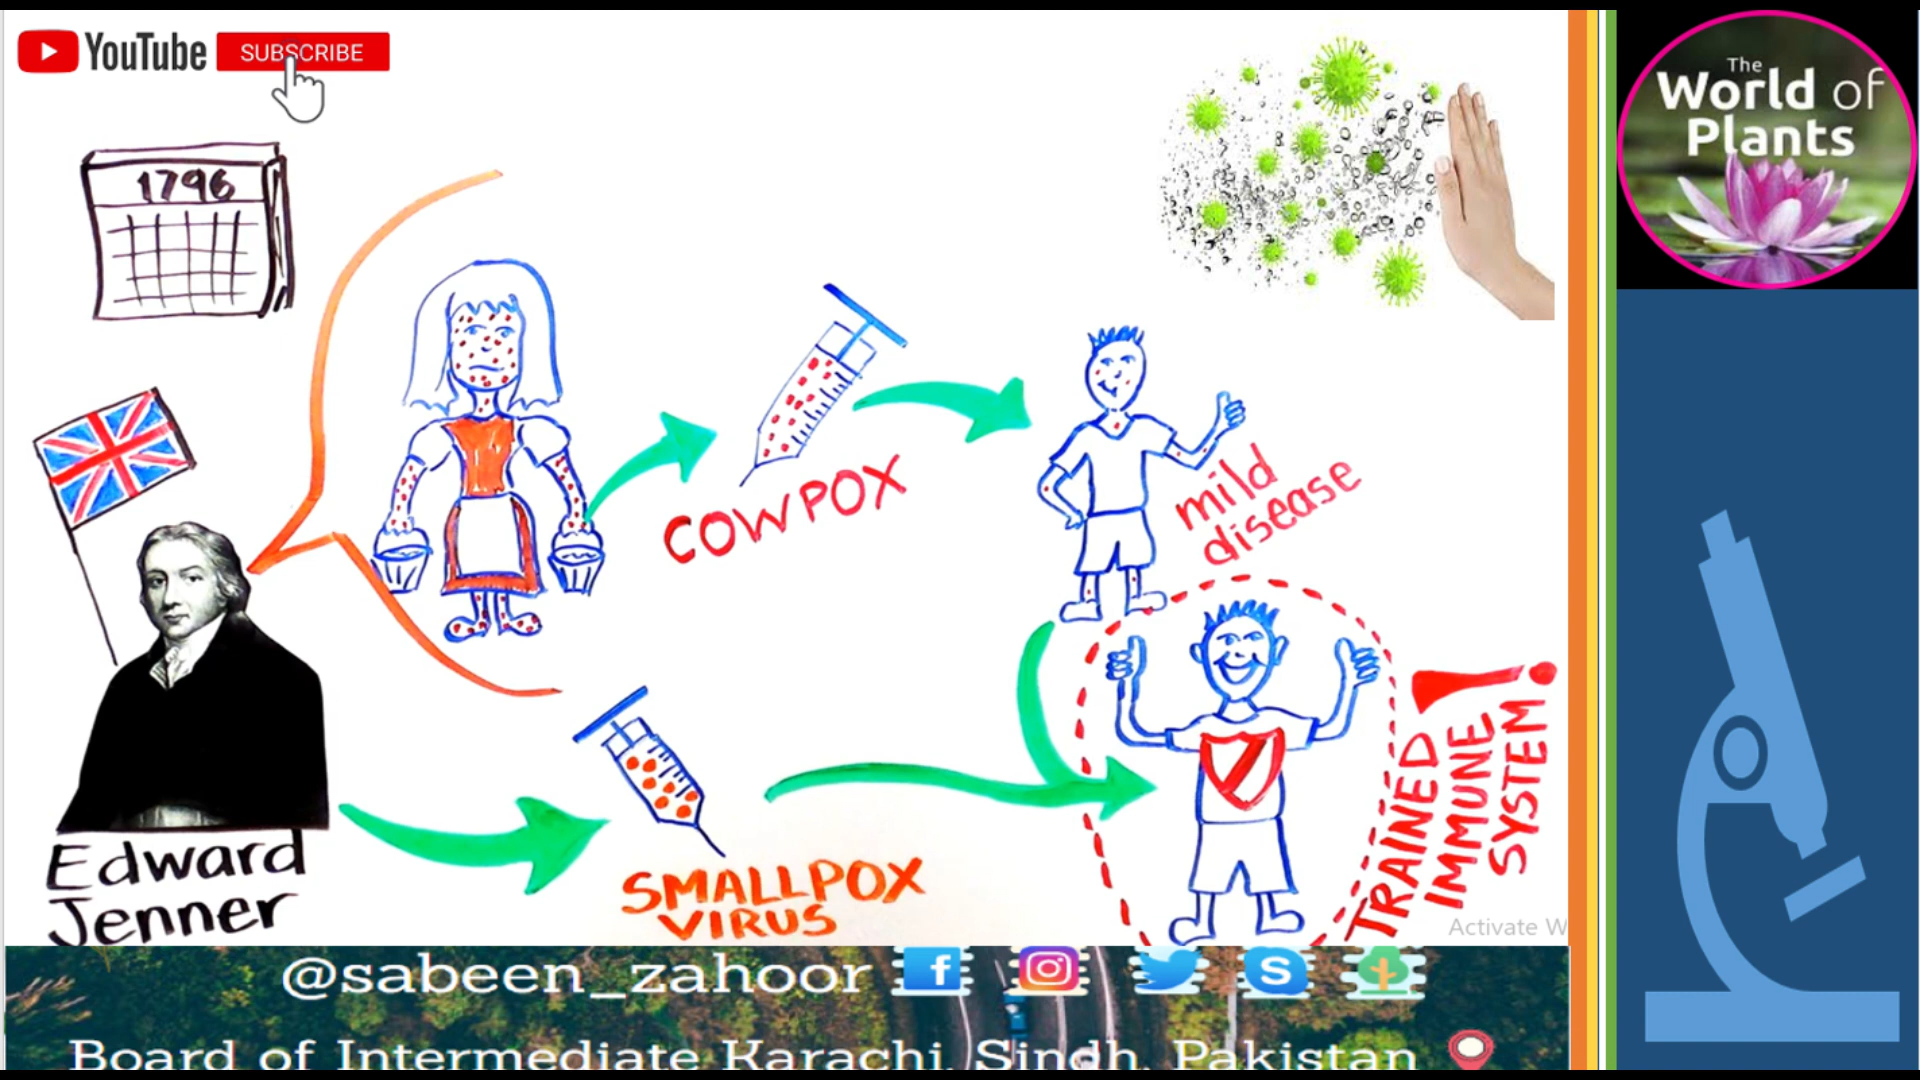 YouTube SUBSCRIBE
The
World of
Plants
1796
COWPOX
mild
disease
TRAINED
IMMUNE
SYSTEM!
Edward
Jenner
SMALLPOX
VIRUS
Activate W
@sabeen_zahoor
Board of Intermediate Karachi, Sindh, Pakistan